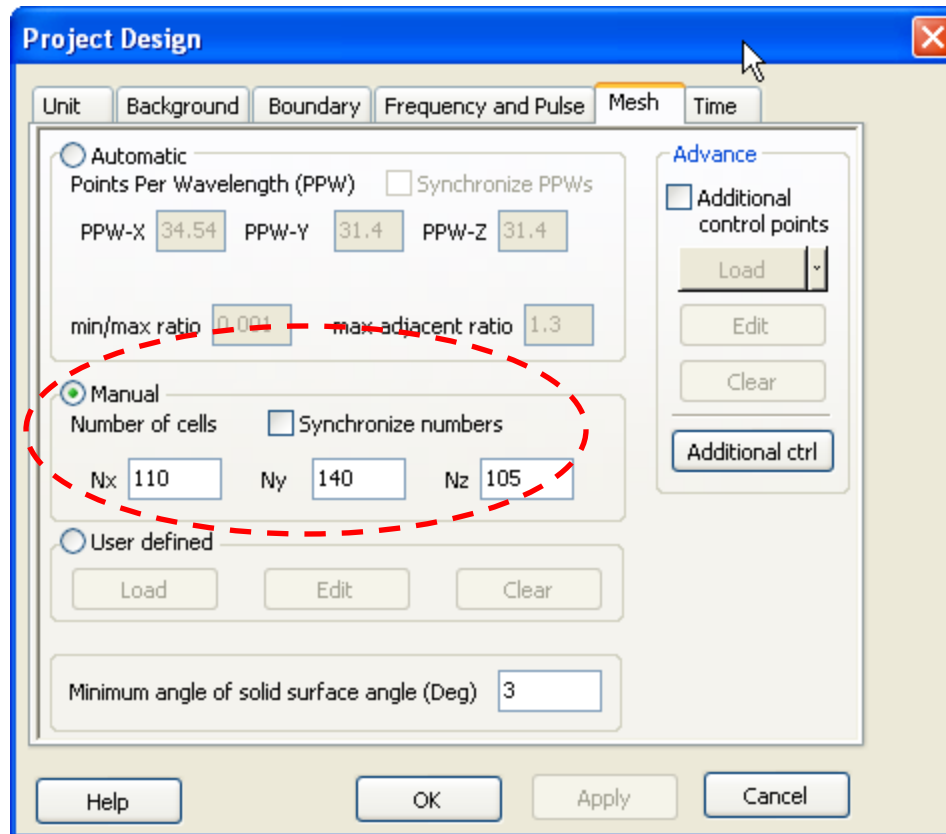 Project Design
Unit Background Boundary Frequency and Pulse Mesh Time
Automatic
Points Per Wavelength (PPW) Synchronize PPWs
PPW-X 34.54 PPW-Y 31.4 PPW-Z 31.4
min/max ratio 0.001 max adjacent ratio 1.3
Manual
Number of cells Synchronize numbers
Nx 110 Ny 140 Nz 105
User defined
Load Edit Clear
Minimum angle of solid surface angle (Deg) 3
Advance
Additional
control points
Load
Edit
Clear
Additional ctrl
Help OK Apply Cancel